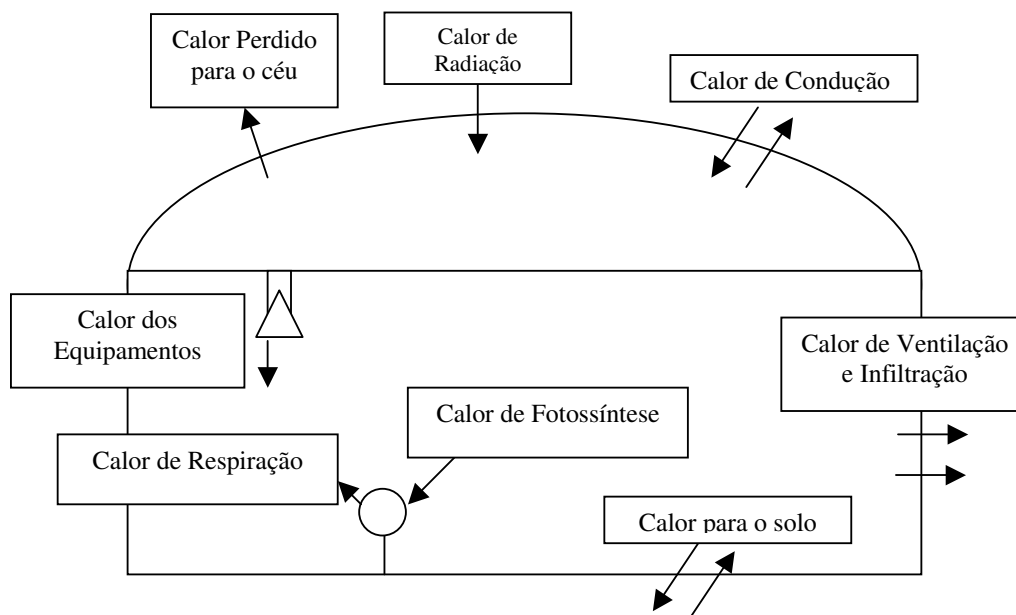 Calor Perdido
para o céu
Calor de
Radiação
Calor de Condução
Calor dos
Equipamentos
Calor de Ventilação
e Infiltração
Calor de Fotossíntese
Calor de Respiração
Calor para o solo